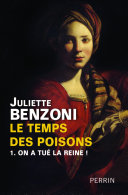 JULIETTE
BENZONI
LE TEMPS
DES POISONS
1. ON A TUÉ LA REINE !
PERRIN